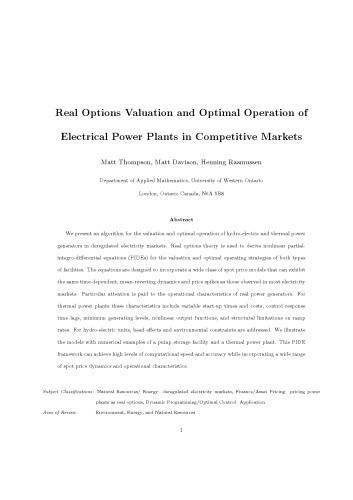 Real Options Valuation and Optimal Operation of
Electrical Power Plants in Competitive Markets
Matt Thompson, Matt Davison, Henning Rasmussen
Department of Applied Mathematics, University of Western Ontario
London, Ontario Canada, N6A 5B8
Abstract
We present an algorithm for the valuation and optimal operation of hydro-electric and thermal power
generators in deregulated electricity markets. Real options theory is used to derive nonlinear partial-
integro-differential equations (PIDEs) for the valuation and optimal operating strategies of both types
of facilities. The equations are designed to incorporate a wide class of spot price models that can exhibit
the same time-dependent, mean-reverting dynamics and price spikes as those observed in most electricity
markets. Particular attention is paid to the operational characteristics of real power generators. For
thermal power plants these characteristics include variable start-up times and costs, control response
time lags, minimum generating levels, nonlinear output functions, and structural limitations on ramp
rates. For hydro-electric units, head effects and environmental constraints are addressed. We illustrate
the models with numerical examples of a pump storage facility and a thermal power plant. This PIDE
framework can achieve high levels of computational speed and accuracy while incorporating a wide range
of spot price dynamics and operational characteristics.
Subject Classifications: Natural Resources/ Energy: deregulated electricity markets, Finance/Asset Pricing: pricing power
plants as real options, Dynamic Programming/Optimal Control: Application
Area of Review: Environment, Energy, and Natural Resources
1